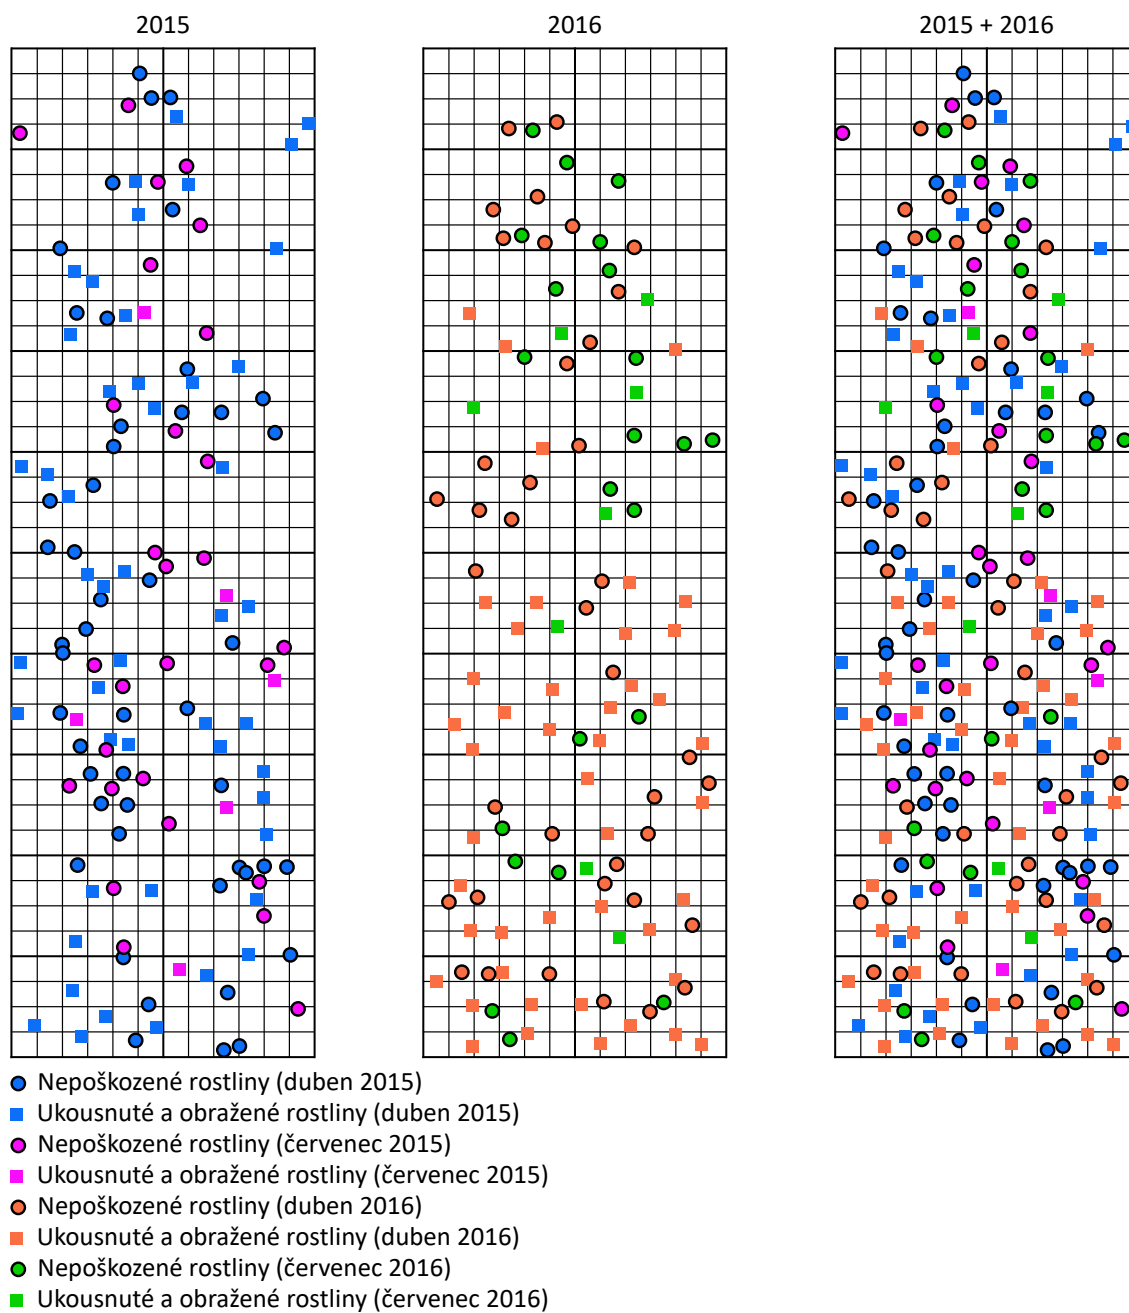 2015
2016
2015 + 2016
Nepoškozené rostliny (duben 2015)
Ukousnuté a obražené rostliny (duben 2015)
Nepoškozené rostliny (červenec 2015)
Ukousnuté a obražené rostliny (červenec 2015)
Nepoškozené rostliny (duben 2016)
Ukousnuté a obražené rostliny (duben 2016)
Nepoškozené rostliny (červenec 2016)
Ukousnuté a obražené rostliny (červenec 2016)